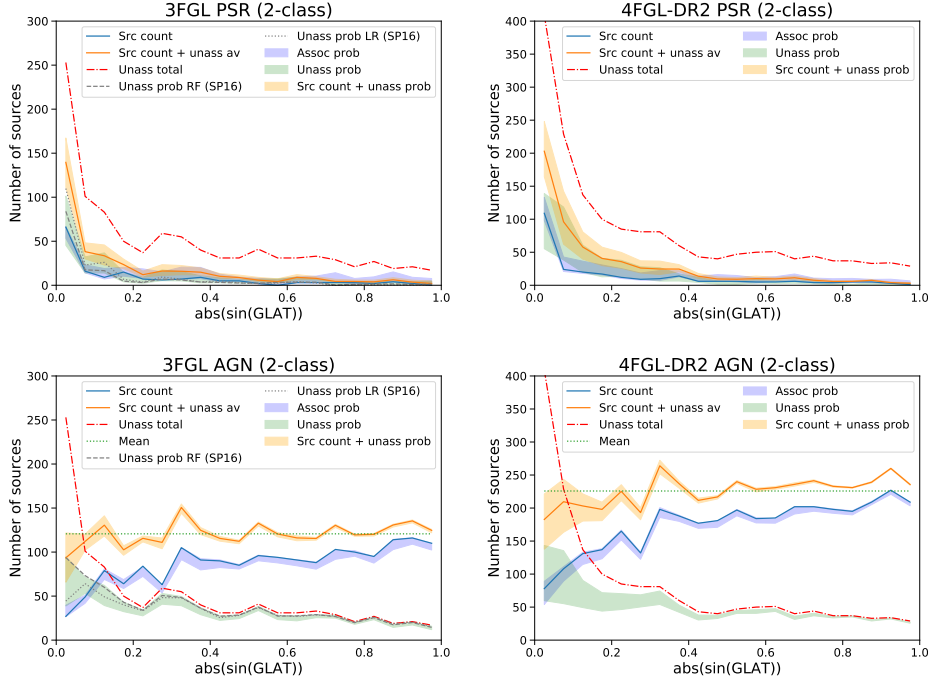 3FGL PSR (2-class)
Number of sources
300
250
200
150
100
50
0
Src count
Src count + unass av
Unass total
Unass prob RF (SP16)
Unass prob LR (SP16)
Assoc prob
Unass prob
Src count + unass prob
0.0 0.2 0.4 0.6 0.8 1.0
abs(sin(GLAT))
4FGL-DR2 PSR (2-class)
Number of sources
400
350
300
250
200
150
100
50
0
Src count
Src count + unass av
Unass total
Assoc prob
Unass prob
Src count + unass prob
0.0 0.2 0.4 0.6 0.8 1.0
abs(sin(GLAT))
3FGL AGN (2-class)
Number of sources
300
250
200
150
100
50
0
Src count
Src count + unass av
Unass total
Mean
Unass prob RF (SP16)
Unass prob LR (SP16)
Assoc prob
Unass prob
Src count + unass prob
0.0 0.2 0.4 0.6 0.8 1.0
abs(sin(GLAT))
4FGL-DR2 AGN (2-class)
Number of sources
400
350
300
250
200
150
100
50
0
Src count
Src count + unass av
Unass total
Mean
Assoc prob
Unass prob
Src count + unass prob
0.0 0.2 0.4 0.6 0.8 1.0
abs(sin(GLAT))